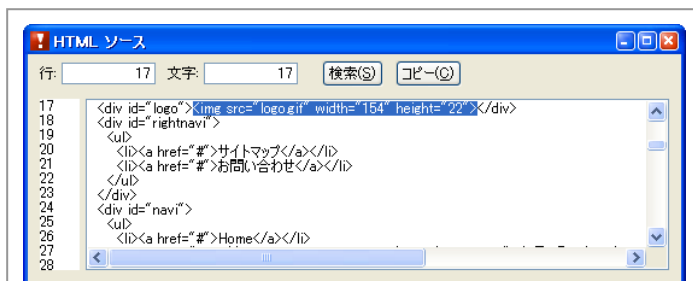 HTML ソース
行: 17 文字: 17 検索(S) コピー(C)
17 <div id="logo"><img src="logo.gif" width="154" height="22"></div>
18 <div id="rightnavi">
19 <ul>
20 <li><a href="#">サイトマップ</a></li>
21 <li><a href="#">お問い合わせ</a></li>
22 </ul>
23 </div>
24 <div id="navi">
25 <ul>
26 <li><a href="#">Home</a></li>
27
28